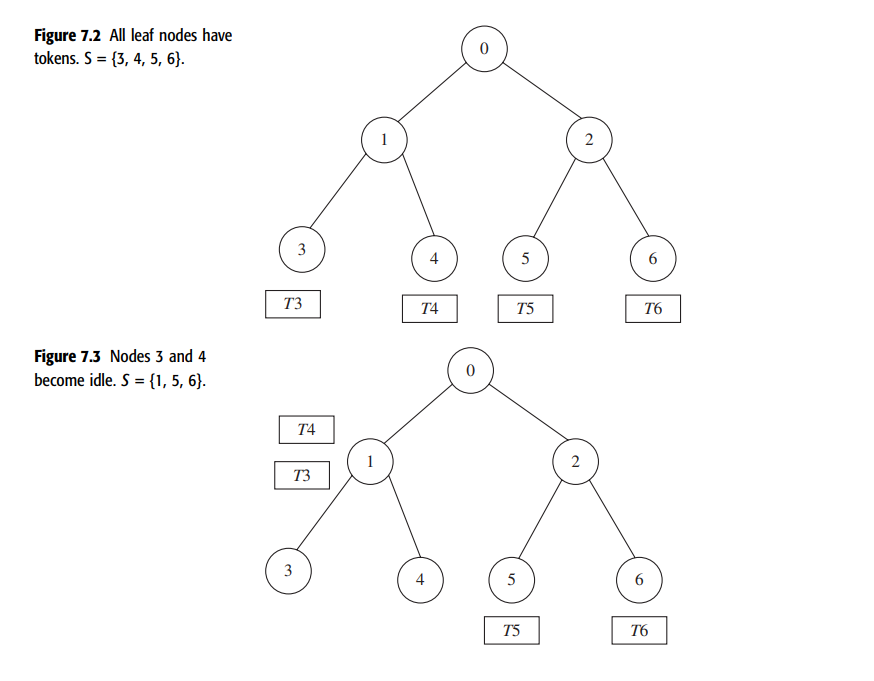 Figure 7.2 All leaf nodes have
tokens. S = {3, 4, 5, 6}.
0
1
2
3
4
5
6
T3
T4
T5
T6
Figure 7.3 Nodes 3 and 4
become idle. S = {1, 5, 6}.
0
T4
1
2
T3
3
4
5
6
T5
T6